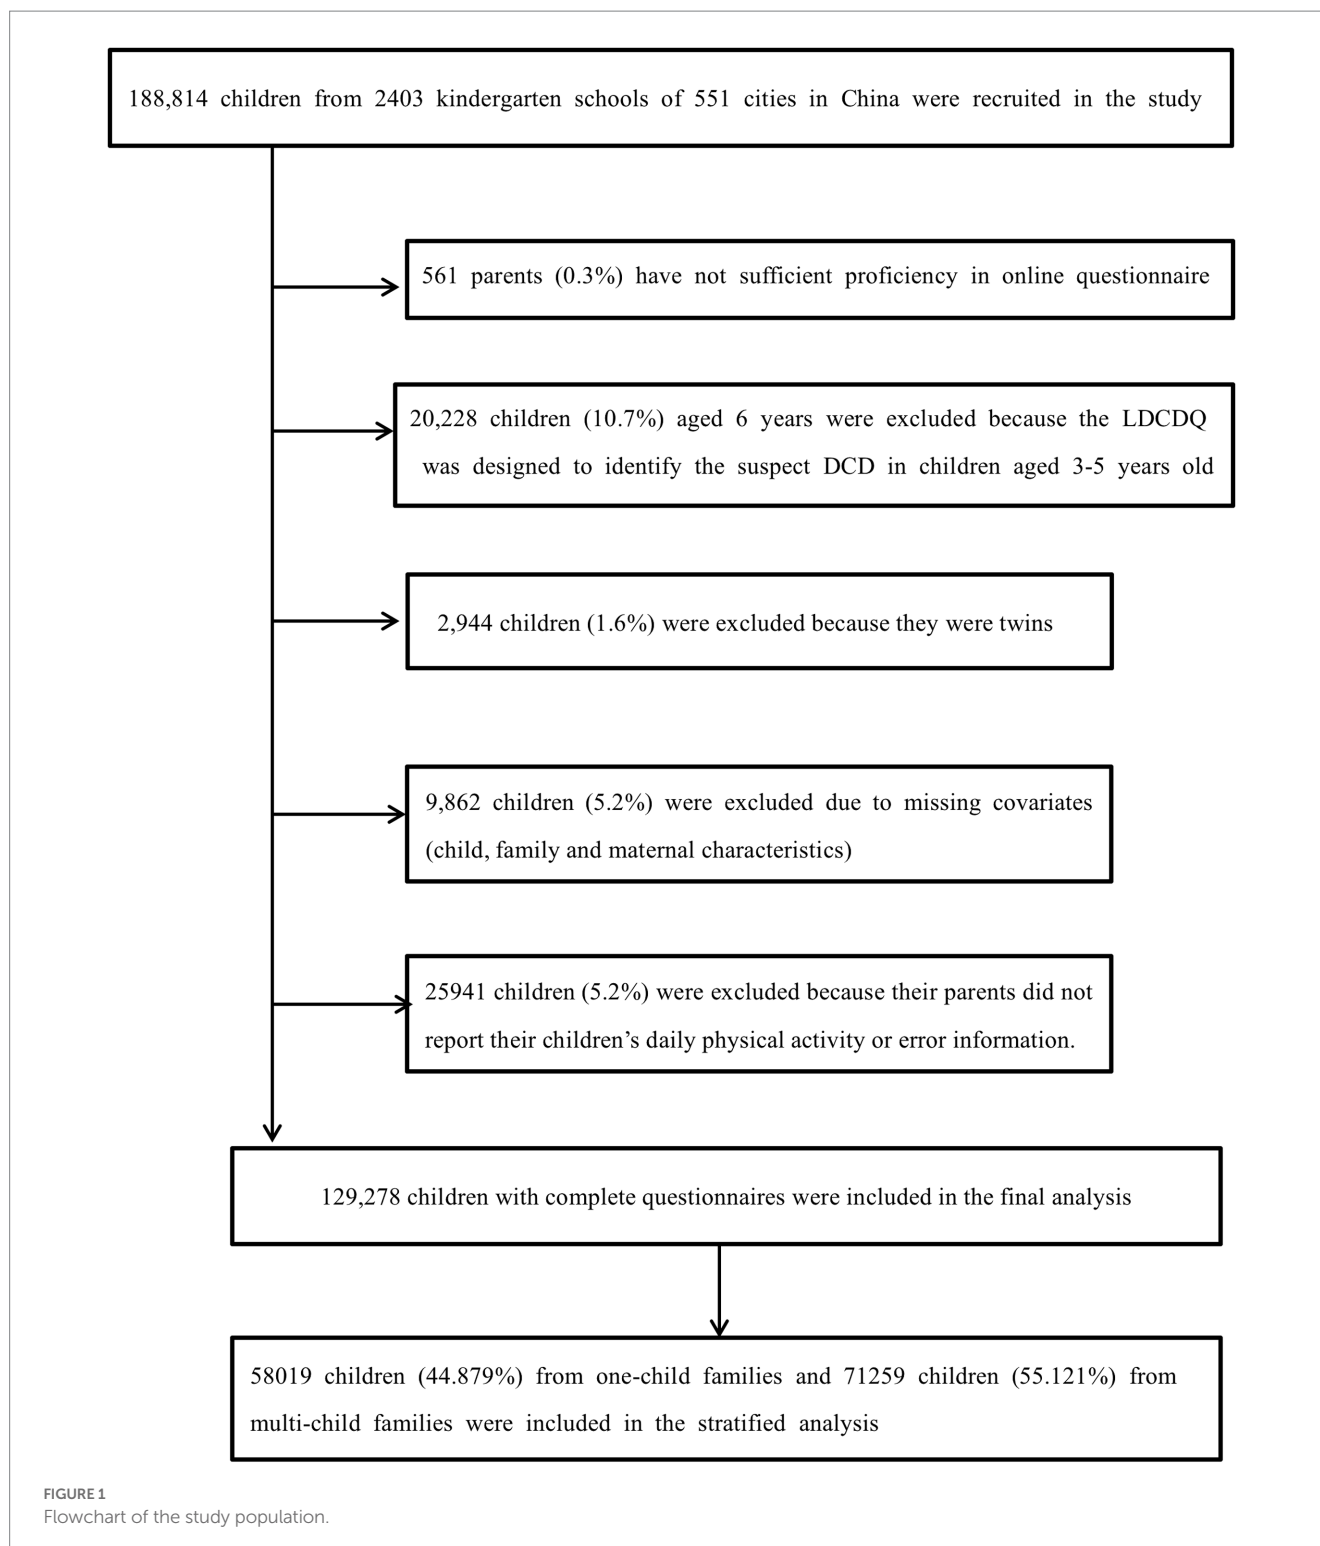 188,814 children from 2403 kindergarten schools of 551 cities in China were recruited in the study
561 parents (0.3%) have not sufficient proficiency in online questionnaire
20,228 children (10.7%) aged 6 years were excluded because the LDCDQ
was designed to identify the suspect DCD in children aged 3-5 years old
2,944 children (1.6%) were excluded because they were twins
9,862 children (5.2%) were excluded due to missing covariates
(child, family and maternal characteristics)
25941 children (5.2%) were excluded because their parents did not
report their children’s daily physical activity or error information.
129,278 children with complete questionnaires were included in the final analysis
58019 children (44.879%) from one-child families and 71259 children (55.121%) from
multi-child families were included in the stratified analysis
FIGURE 1
Flowchart of the study population.